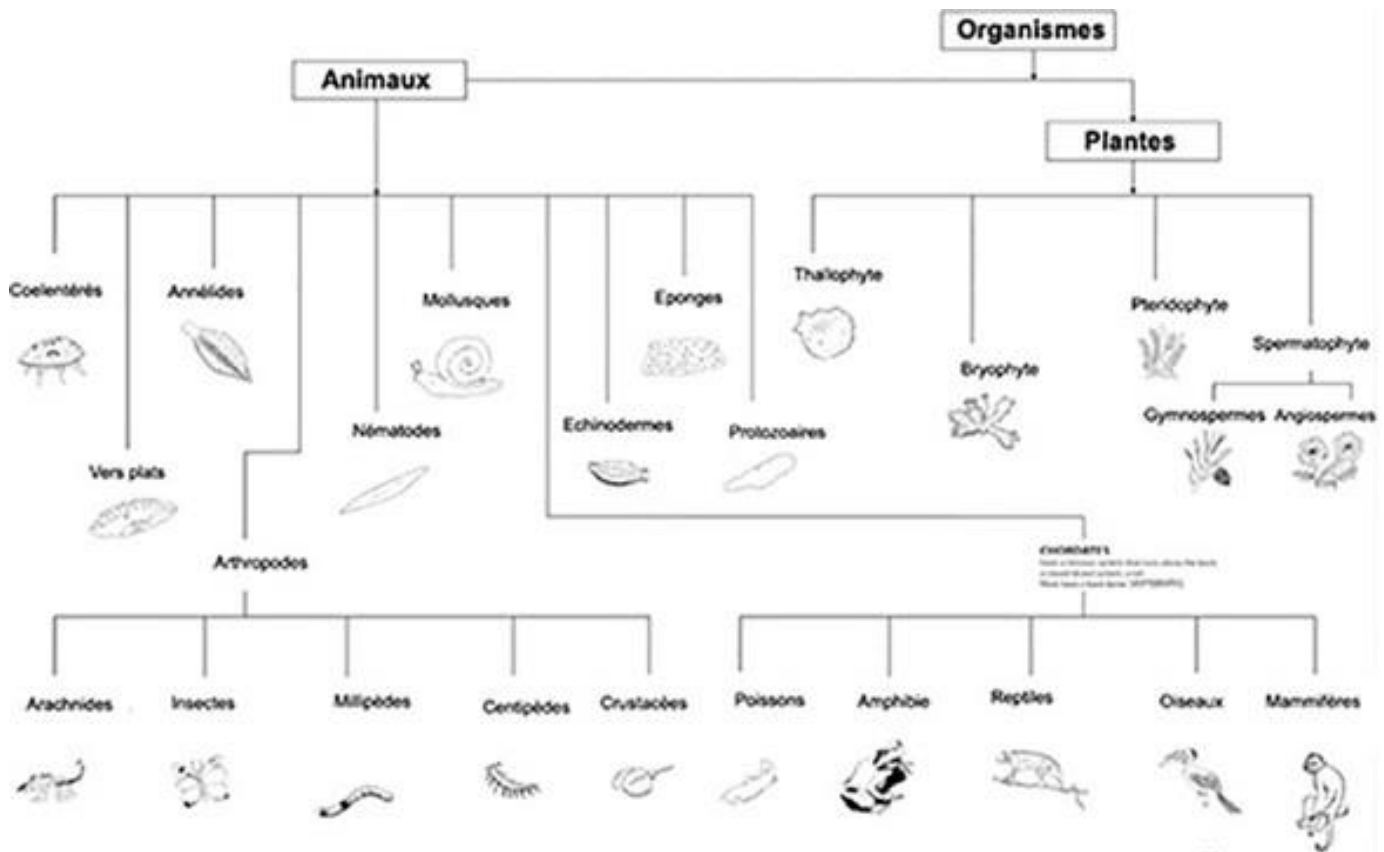 Organismes
Animaux
Plantes
Coelentérés
Annélides
Mollusques
Eponges
Thallophyte
Pteridophyte
Spermatophyte
Bryophyte
Gymnospermes
Angiospermes
Echinodermes
Protozoaires
Nématodes
Vers plats
Arthropodes
CHORDATES
Arachnides
Insectes
Millipèdes
Centipèdes
Crustacées
Poissons
Amphibie
Reptiles
Oiseaux
Mammifères